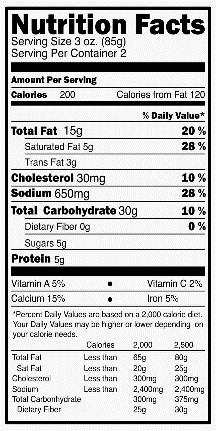 Nutrition Facts
Serving Size 3 oz. (85g)
Serving Per Container 2
Amount Per Serving
Calories 200 Calories from Fat 120
% Daily Value*
Total Fat 15g 20 %
Saturated Fat 5g 28 %
Trans Fat 3g
Cholesterol 30mg 10 %
Sodium 650mg 28 %
Total Carbohydrate 30g 10 %
Dietary Fiber 0g 0 %
Sugars 5g
Protein 5g
Vitamin A 5% • Vitamin C 2%
Calcium 15% • Iron 5%
*Percent Daily Values are based on a 2,000 calorie diet.
Your Daily Values may be higher or lower depending on
your calorie needs.
Calories 2,000 2,500
Total Fat Less than 65g 80g
Sat Fat Less than 20g 25g
Cholesterol Less than 300mg 300mg
Sodium Less than 2,400mg 2,400mg
Total Carbohydrate 300mg 375mg
Dietary Fiber 25g 30g